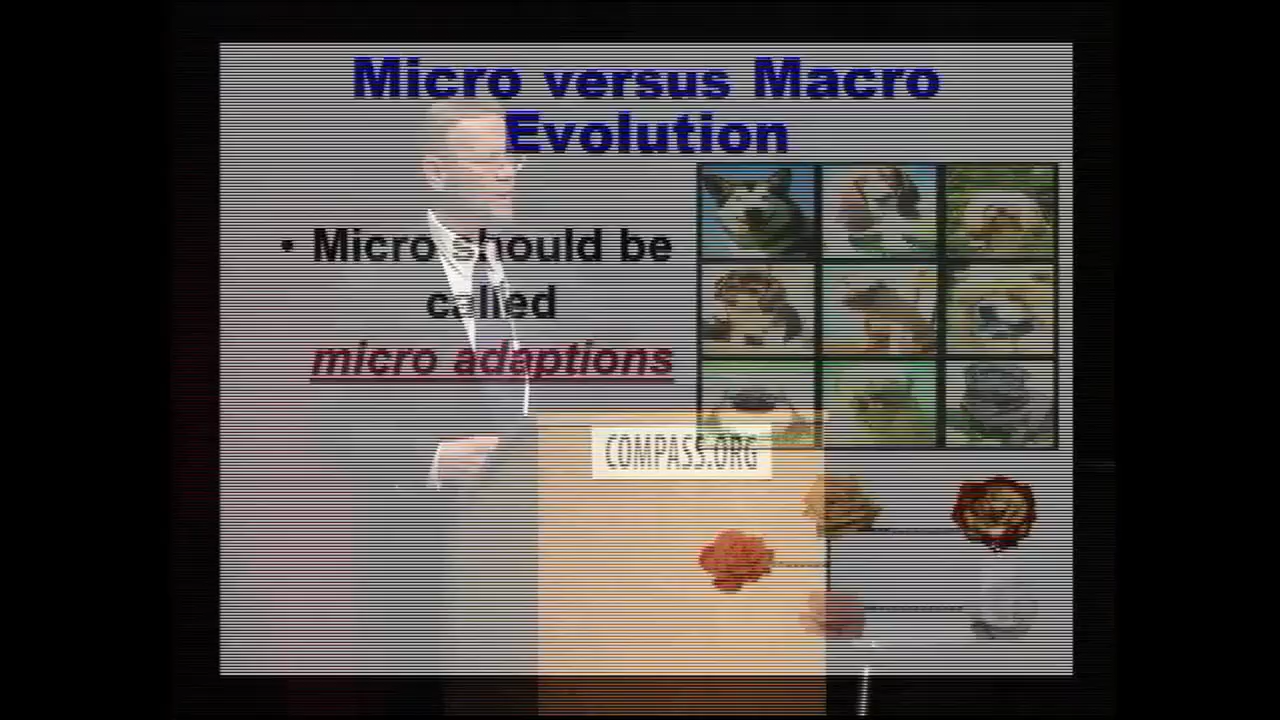 Micro versus Macro
Evolution
• Micro should be
called
micro adaptions
COMPASS.ORG